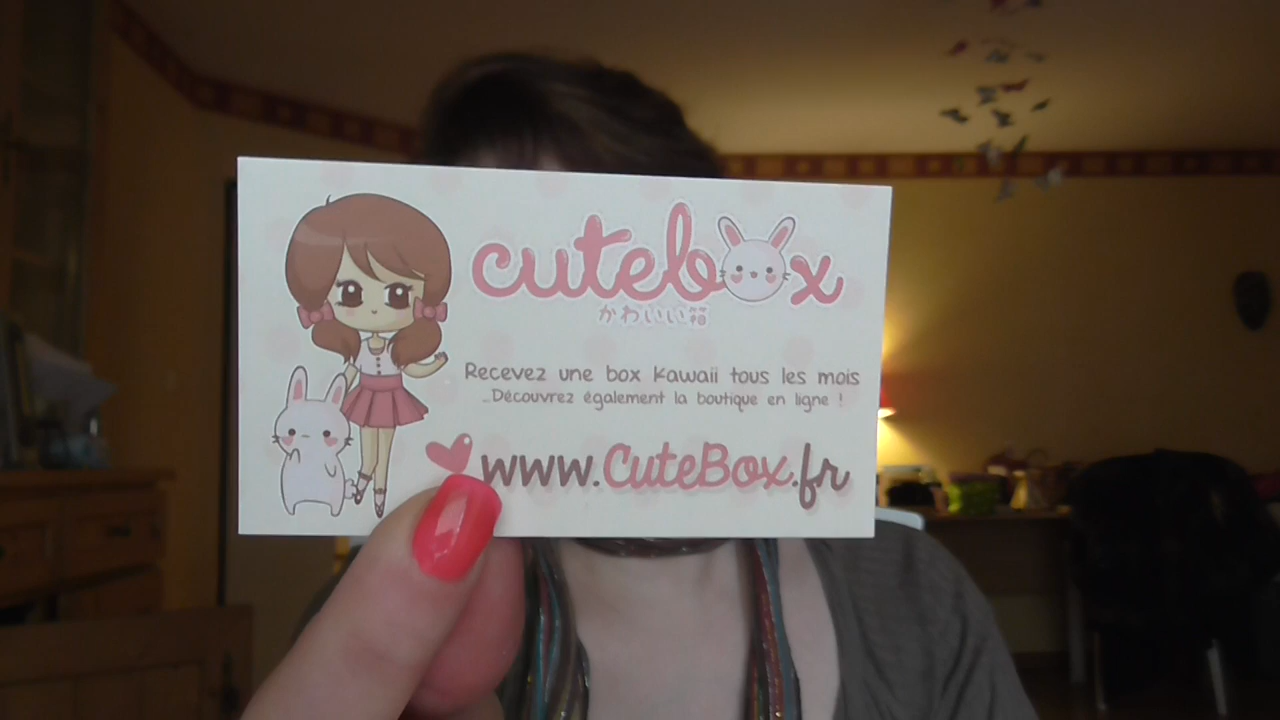 cutebox
かわいい箱
Recevez une box Kawaii tous les mois
...Découvrez également la boutique en ligne !
www.CuteBox.fr